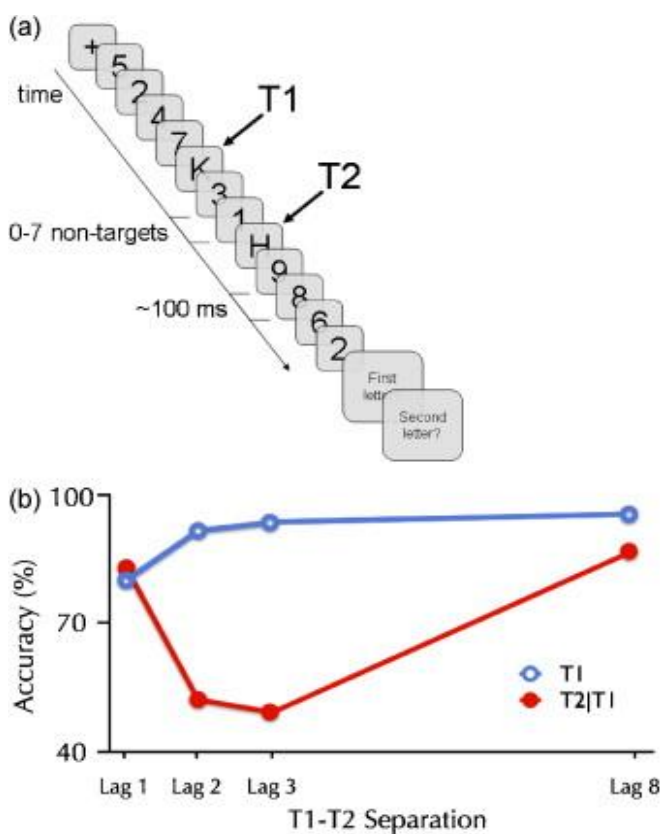 (a)
+
5
2
4
7
K
3
1
H
9
8
6
2
time
T1
T2
0-7 non-targets
~100 ms
First
lette
Second
letter?
(b)
100
70
40
Accuracy (%)
T1
T2|T1
Lag 1 Lag 2 Lag 3 Lag 8
T1-T2 Separation